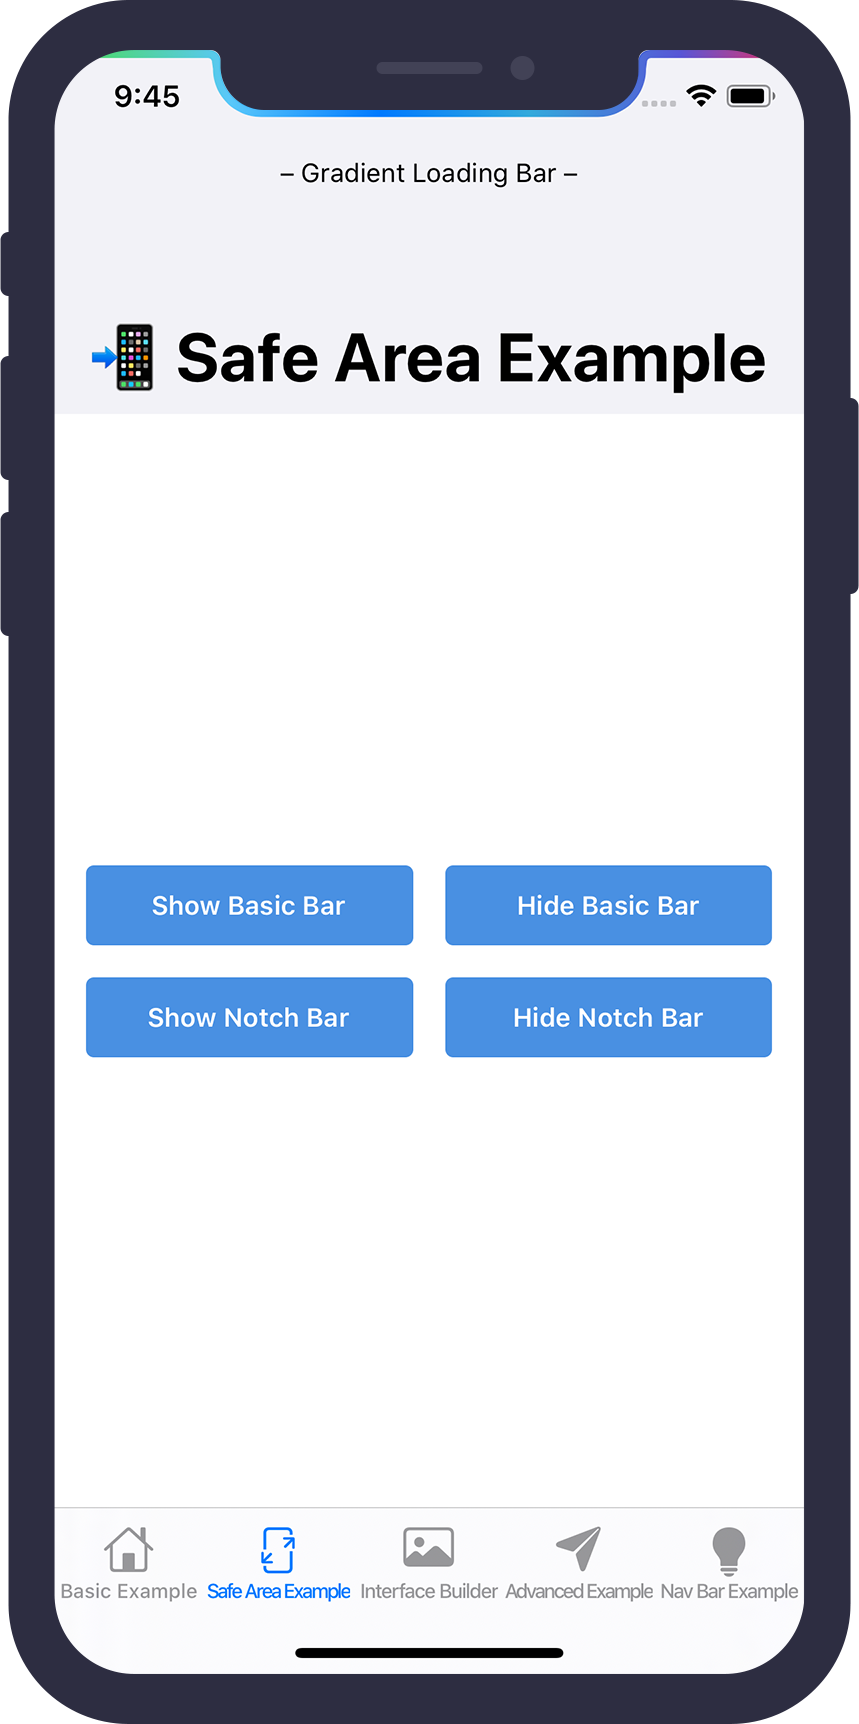 9:45
– Gradient Loading Bar –
📲 Safe Area Example
Show Basic Bar Hide Basic Bar
Show Notch Bar Hide Notch Bar
Basic Example Safe Area Example Interface Builder Advanced Example Nav Bar Example